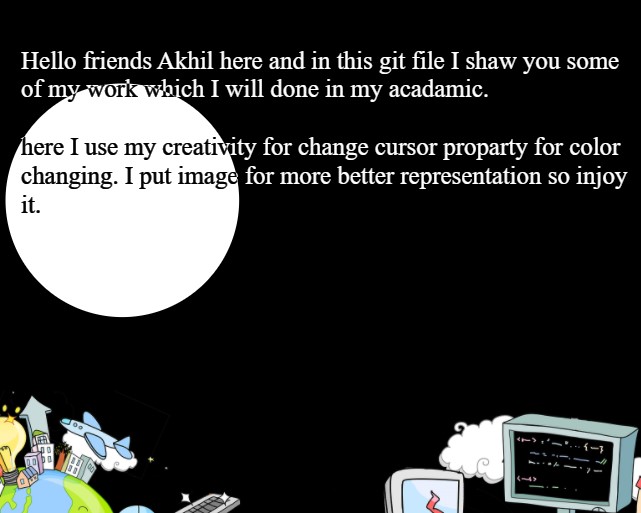 Hello friends Akhil here and in this git file I shaw you some
of my work which I will done in my acadamic.
here I use my creativity for change cursor proparty for color
changing. I put image for more better representation so injoy
it.